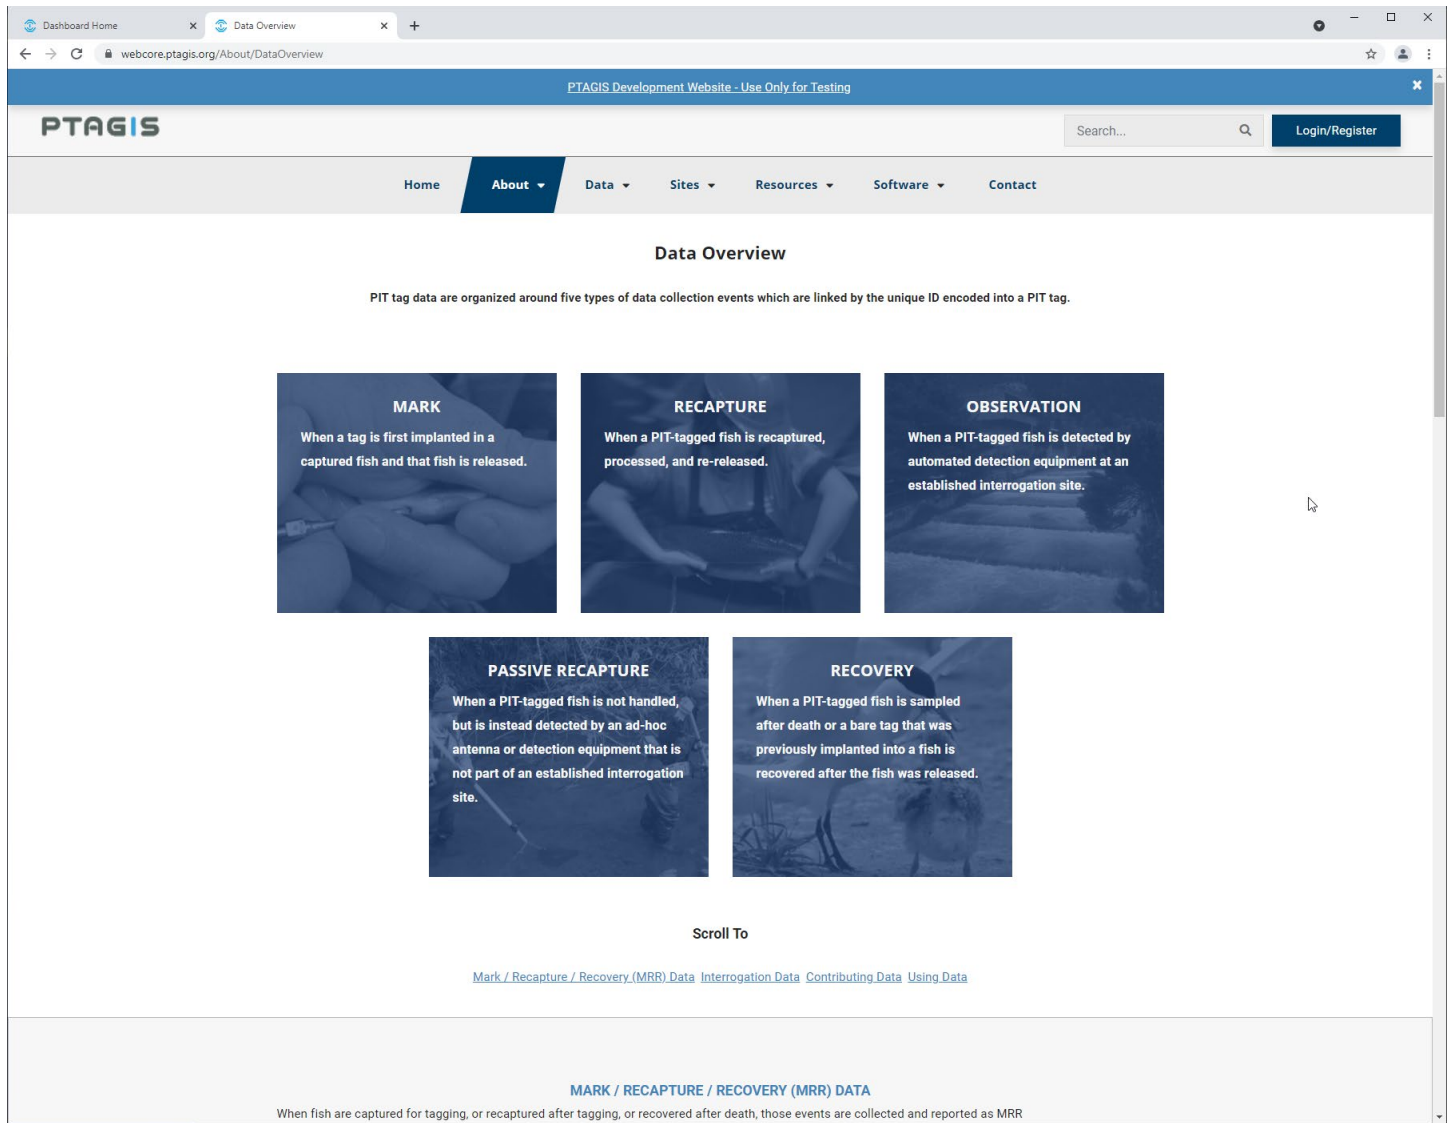 Dashboard Home
Data Overview
webcore.ptagis.org/About/DataOverview
PTAGIS Development Website - Use Only for Testing
PTAGIS
Search...
Login/Register
Home About Data Sites Resources Software Contact
Data Overview
PIT tag data are organized around five types of data collection events which are linked by the unique ID encoded into a PIT tag.
MARK
When a tag is first implanted in a
captured fish and that fish is released.
RECAPTURE
When a PIT-tagged fish is recaptured,
processed, and re-released.
OBSERVATION
When a PIT-tagged fish is detected by
automated detection equipment at an
established interrogation site.
PASSIVE RECAPTURE
When a PIT-tagged fish is not handled,
but is instead detected by an ad-hoc
antenna or detection equipment that is
not part of an established interrogation
site.
RECOVERY
When a PIT-tagged fish is sampled
after death or a bare tag that was
previously implanted into a fish is
recovered after the fish was released.
Scroll To
Mark / Recapture / Recovery (MRR) Data Interrogation Data Contributing Data Using Data
MARK / RECAPTURE / RECOVERY (MRR) DATA
When fish are captured for tagging, or recaptured after tagging, or recovered after death, those events are collected and reported as MRR